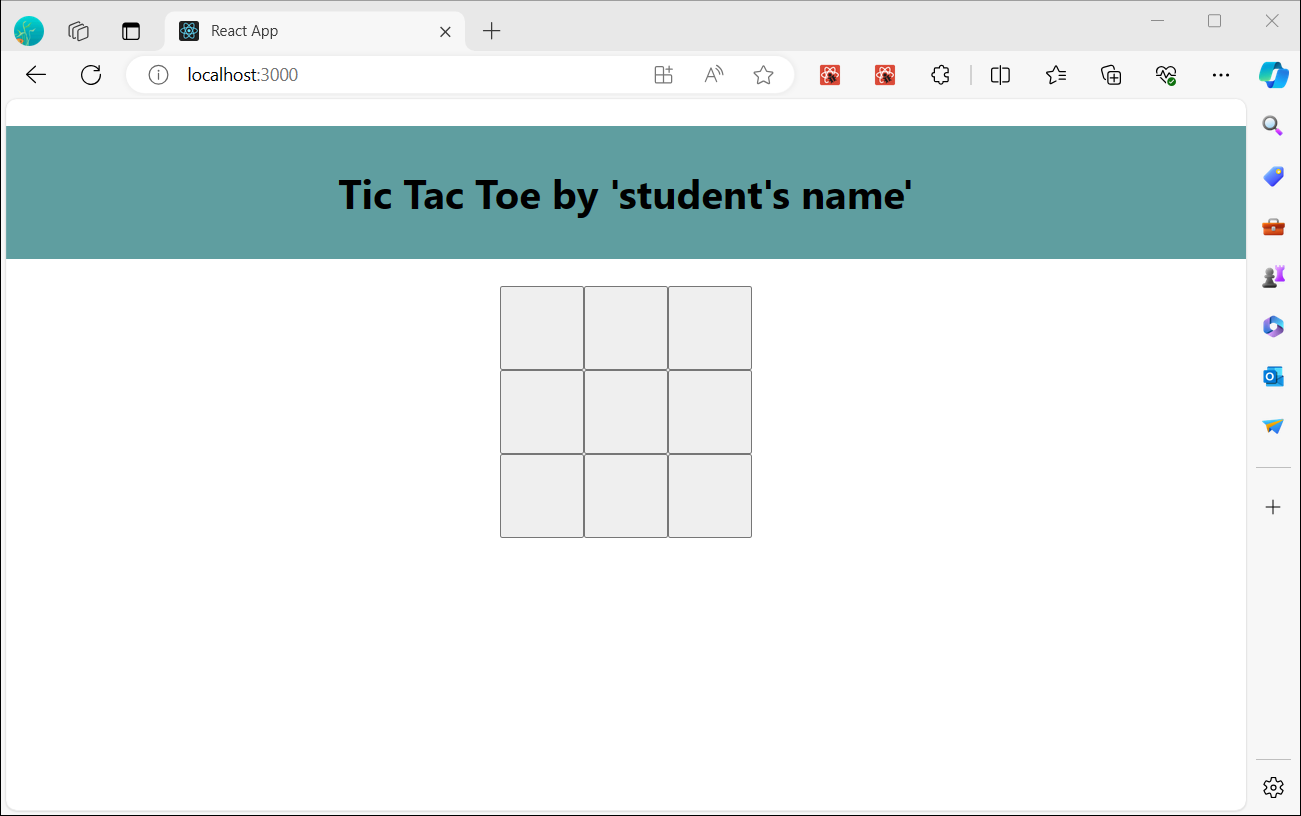 React App
localhost:3000
Tic Tac Toe by 'student's name'